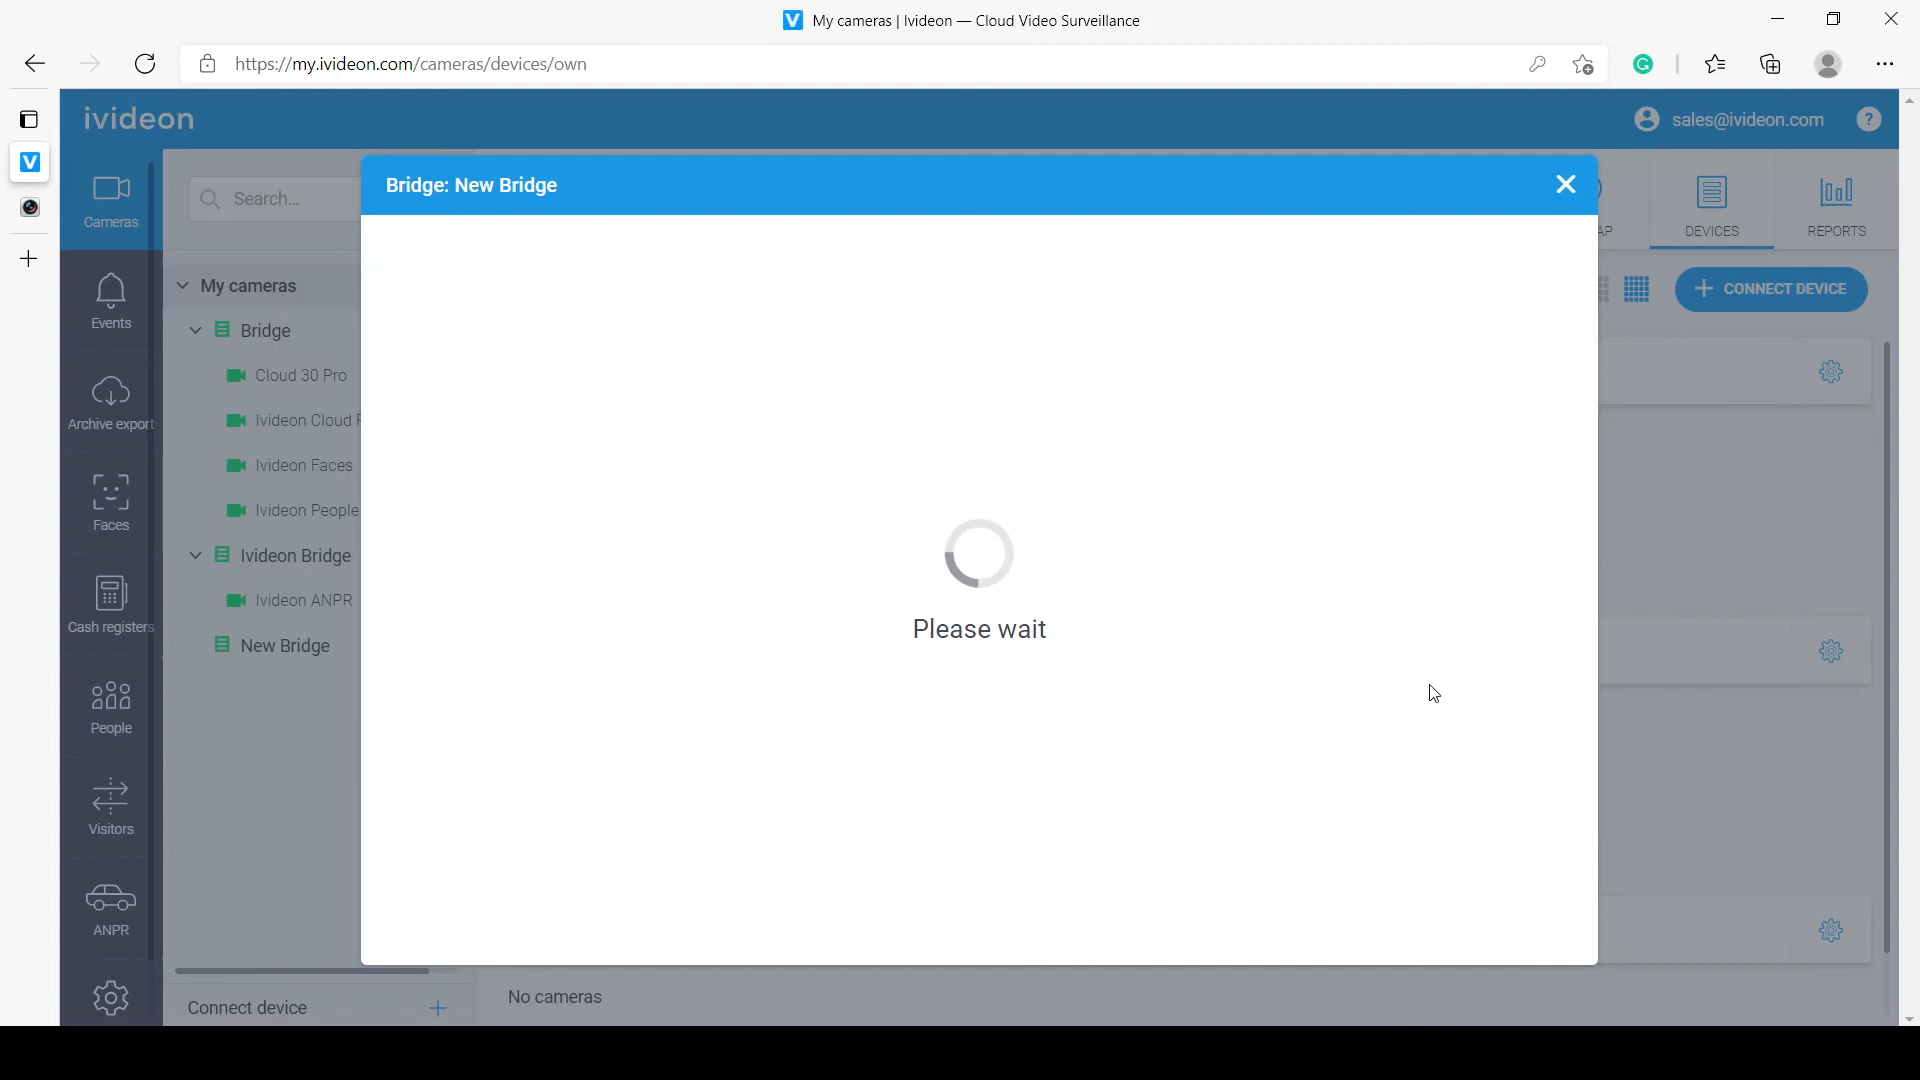 My cameras | Ivideon — Cloud Video Surveillance
https://my.ivideon.com/cameras/devices/own
ivideon
sales@ivideon.com
?
Cameras
Search...
Bridge: New Bridge
AP
DEVICES
REPORTS
Events
My cameras
CONNECT DEVICE
Bridge
Archive export
Cloud 30 Pro
Ivideon Cloud
Faces
Ivideon Faces
Ivideon People
Ivideon Bridge
Cash registers
Ivideon ANPR
New Bridge
Please wait
People
Visitors
ANPR
Connect device
No cameras